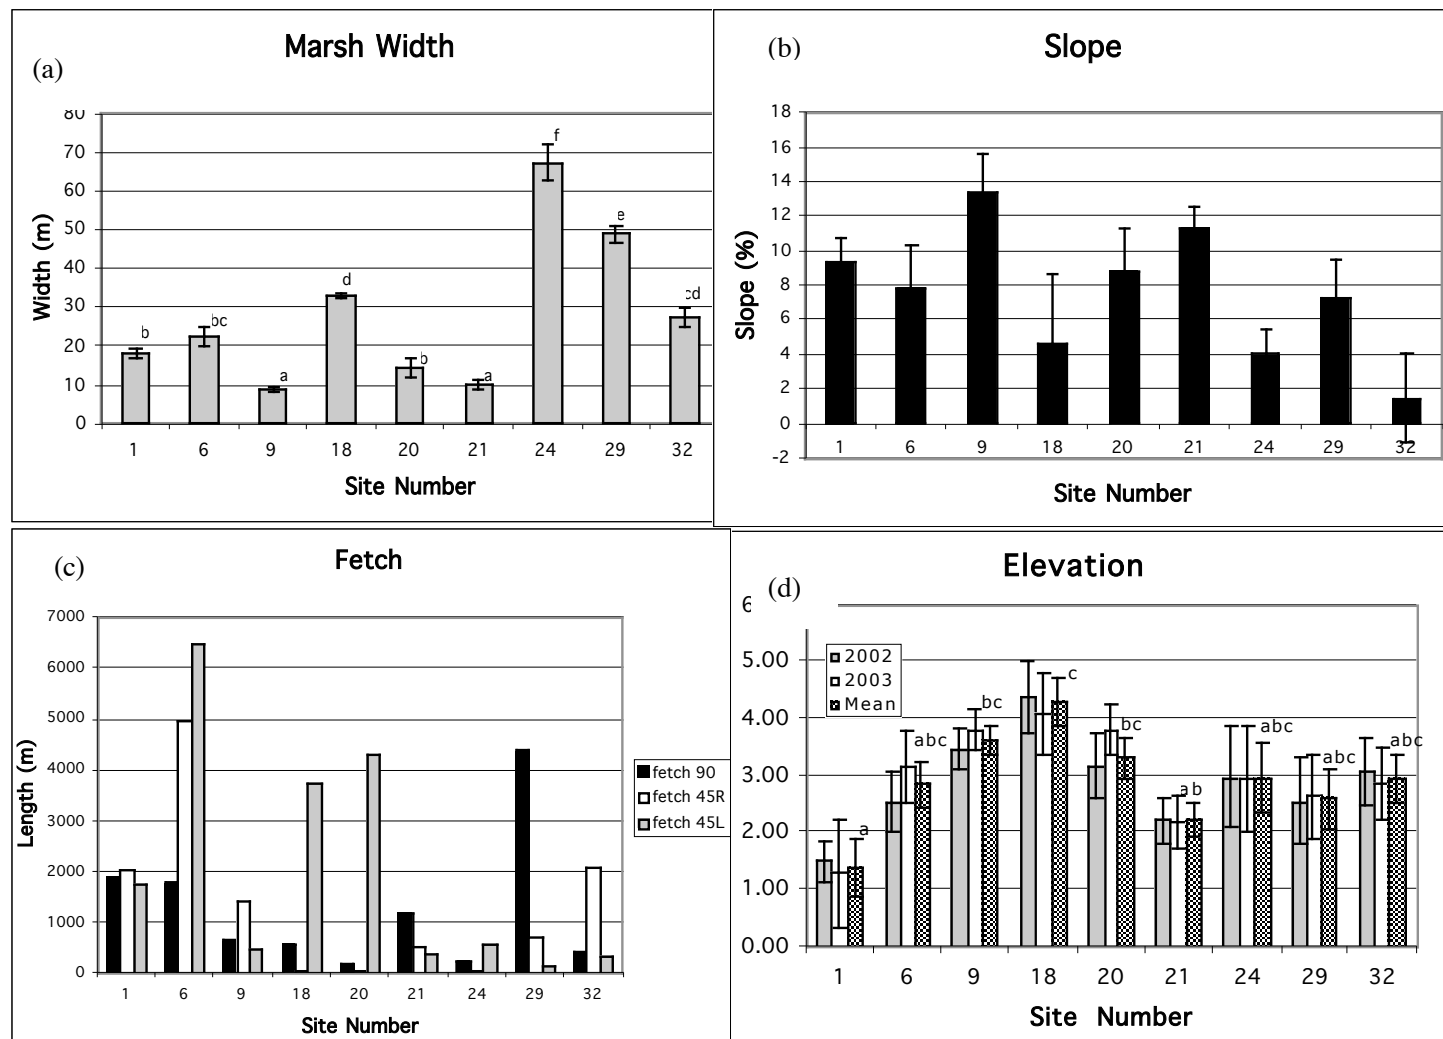 (a)
Marsh Width
80
70
60
50
40
30
20
10
0
Width (m)
b
bc
a
d
b
a
f
e
cd
1 6 9 18 20 21 24 29 32
Site Number
(b)
Slope
18
16
14
12
10
8
6
4
2
0
-2
Slope (%)
1 6 9 18 20 21 24 29 32
Site Number
(c)
Fetch
7000
6000
5000
4000
3000
2000
1000
0
Length (m)
fetch 90
fetch 45R
fetch 45L
1 6 9 18 20 21 24 29 32
Site Number
(d)
Elevation
6
5.00
4.00
3.00
2.00
1.00
0.00
2002
2003
Mean
a
abc
bc
c
bc
ab
abc
abc
abc
1 6 9 18 20 21 24 29 32
Site Number